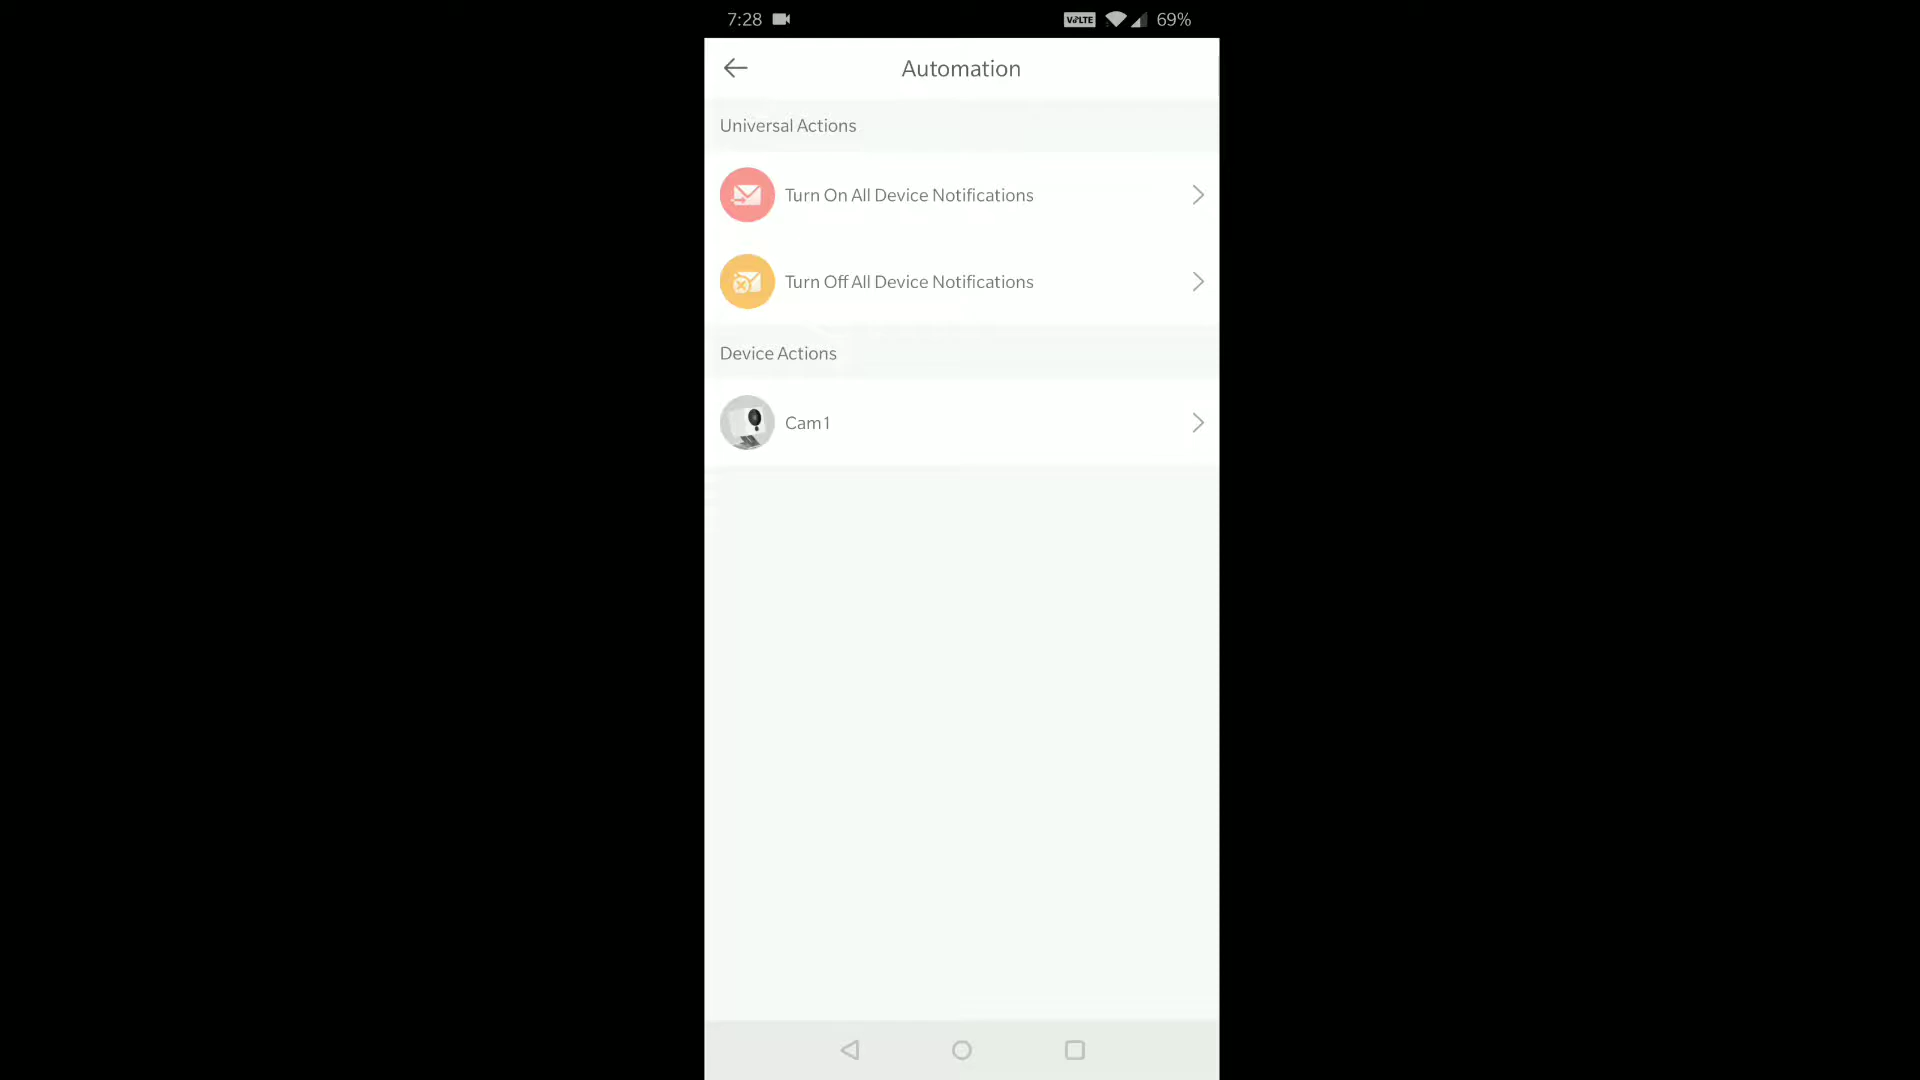 7:28 VoLTE 69%
Automation
Universal Actions
Turn On All Device Notifications
Turn Off All Device Notifications
Device Actions
Cam1